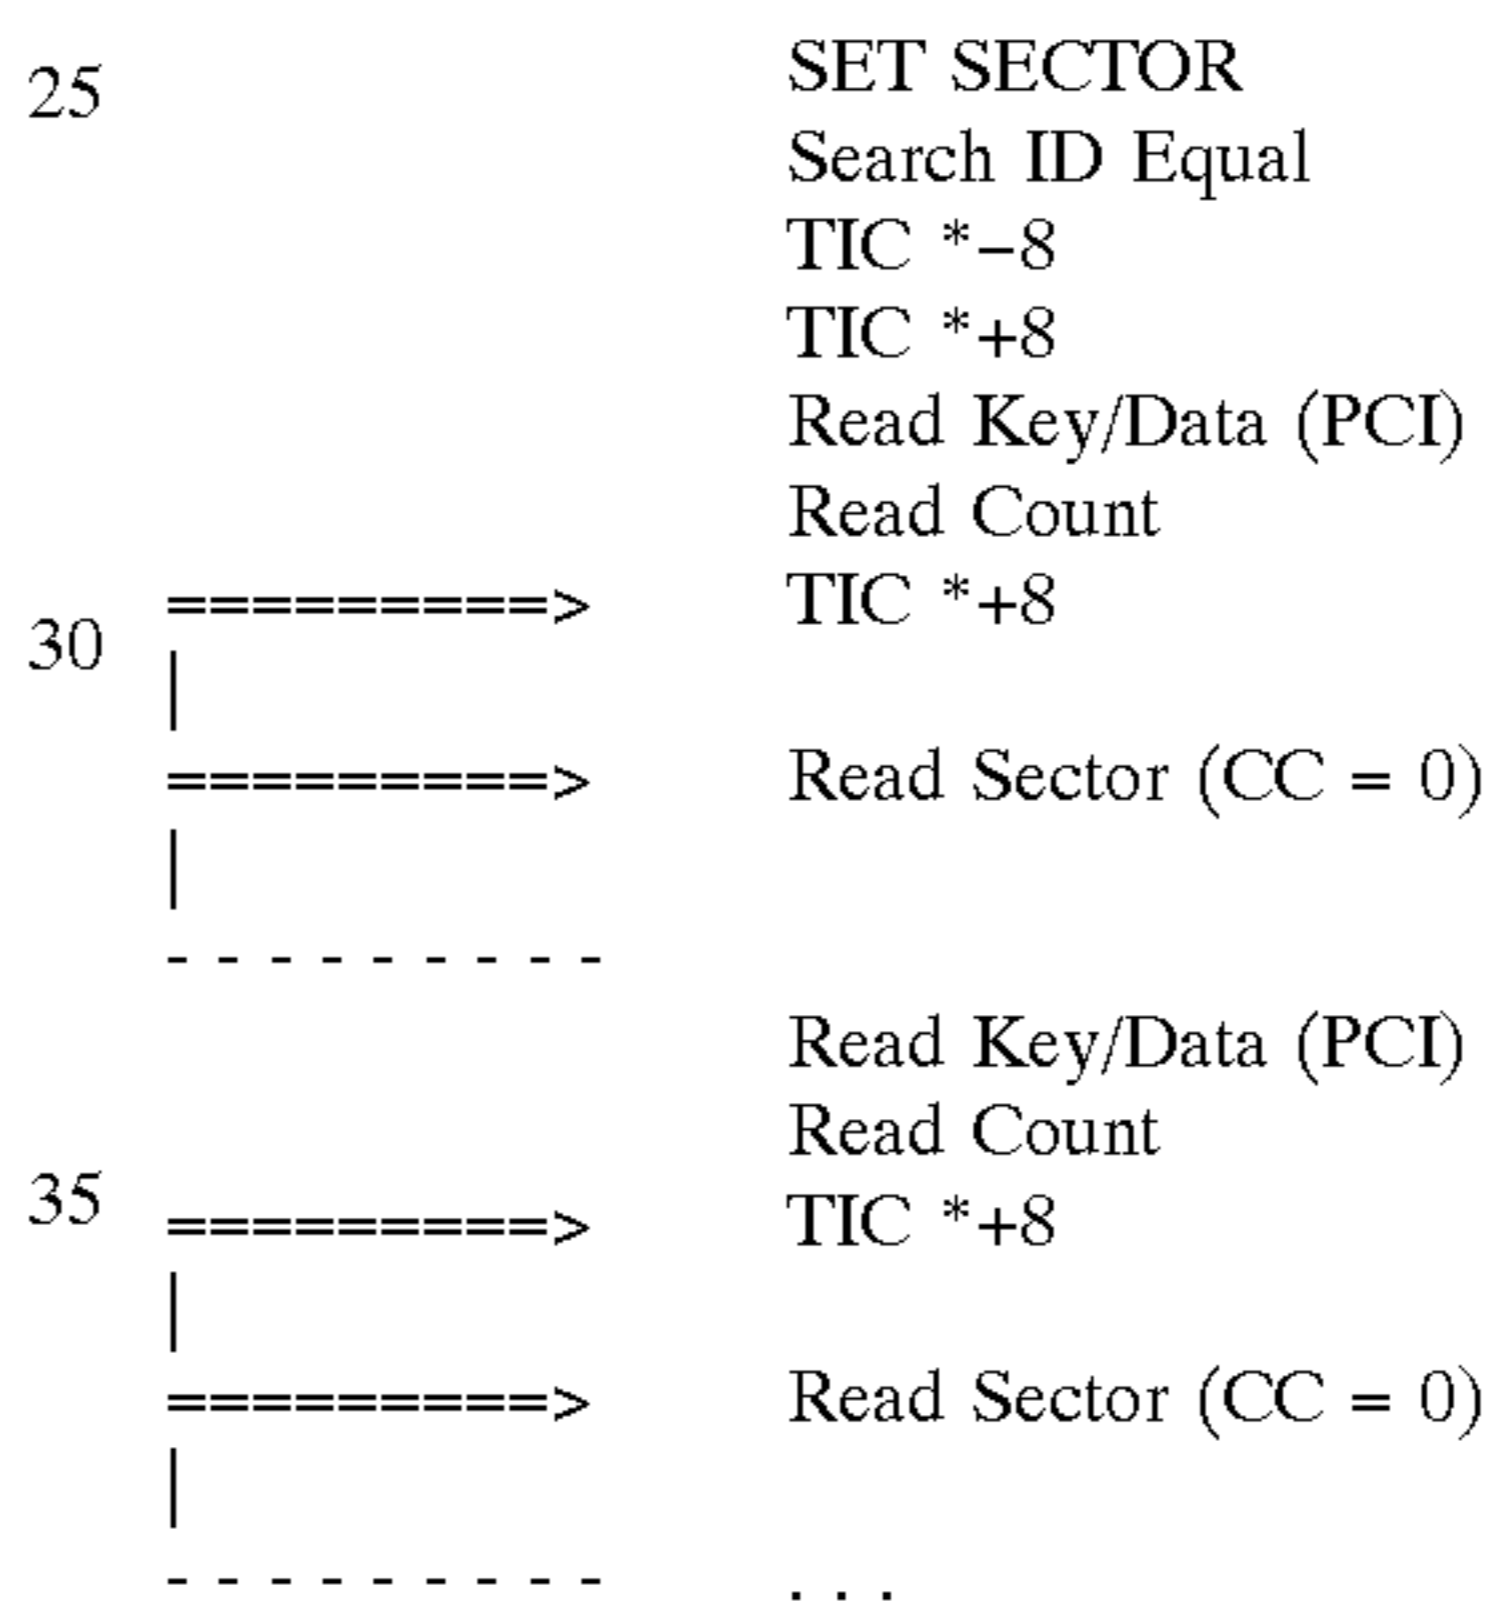 25 SET SECTOR
Search ID Equal
TIC *−8
TIC *+8
Read Key/Data (PCI)
Read Count
=========> TIC *+8
30
|
=========> Read Sector (CC = 0)
|
- - - - - - - - -
Read Key/Data (PCI)
Read Count
35 =========> TIC *+8
|
=========> Read Sector (CC = 0)
|
- - - - - - - - - . . .